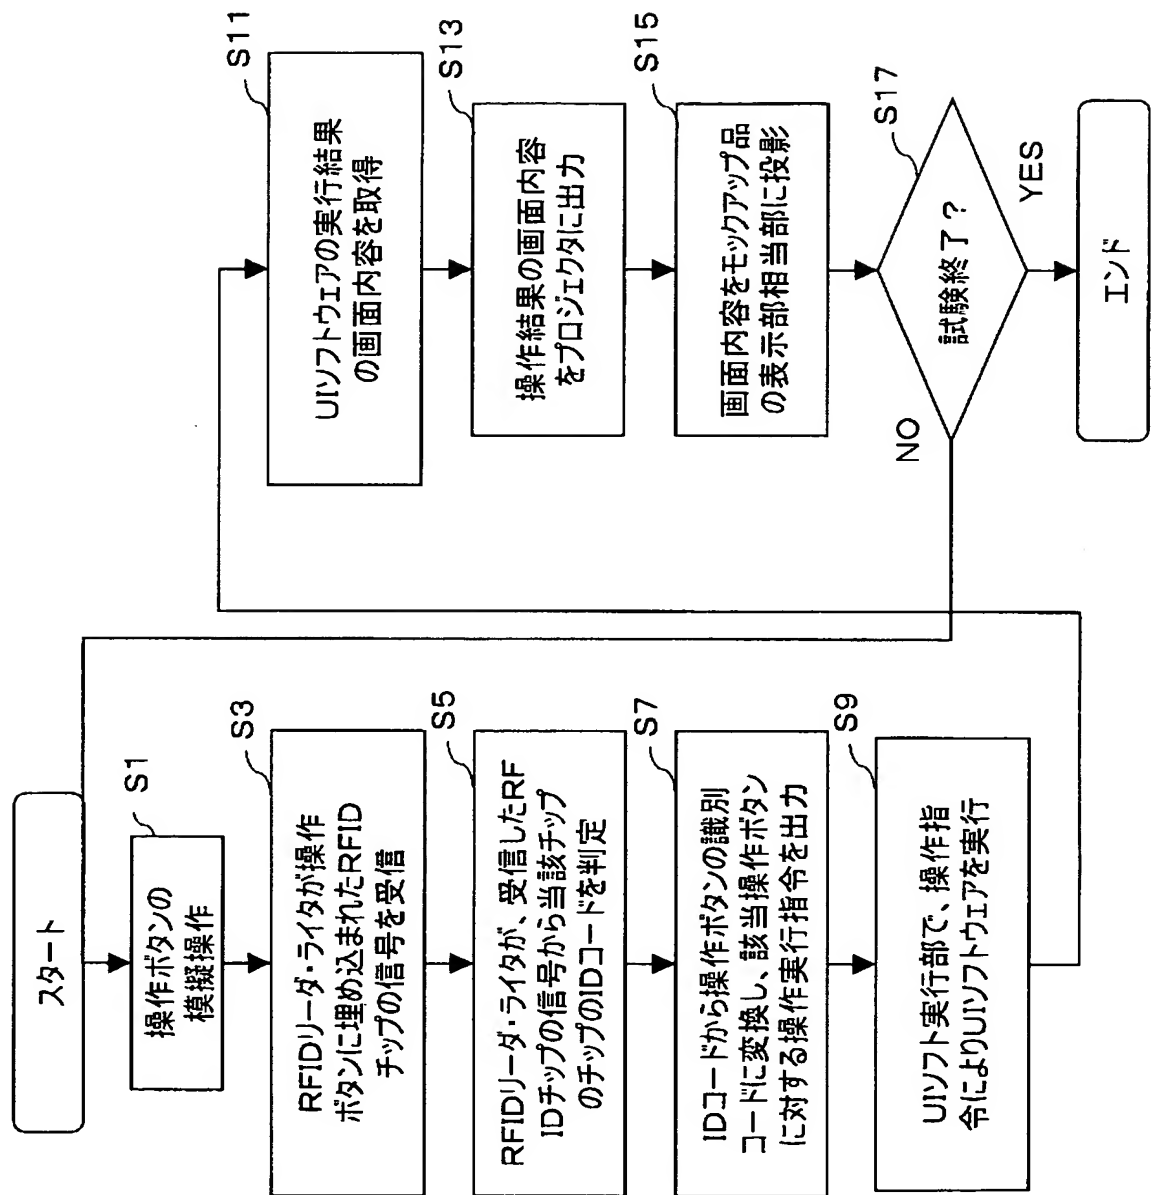 スタート
S1
操作ボタンの
模擬操作
S3
RFIDリーダ・ライタが操作
ボタンに埋め込まれたRFID
チップの信号を受信
S5
RFIDリーダ・ライタが、受信したRF
IDチップの信号から当該チップ
のチップのIDコードを判定
S7
IDコードから操作ボタンの識別
コードに変換し、該当操作ボタン
に対する操作実行指令を出力
S9
UIソフト実行部で、操作指
令によりUIソフトウェアを実行
S11
UIソフトウェアの実行結果
の画面内容を取得
S13
操作結果の画面内容
をプロジェクタに出力
S15
画面内容をモックアップ品
の表示部相当部に投影
S17
試験終了？
NO
YES
エンド